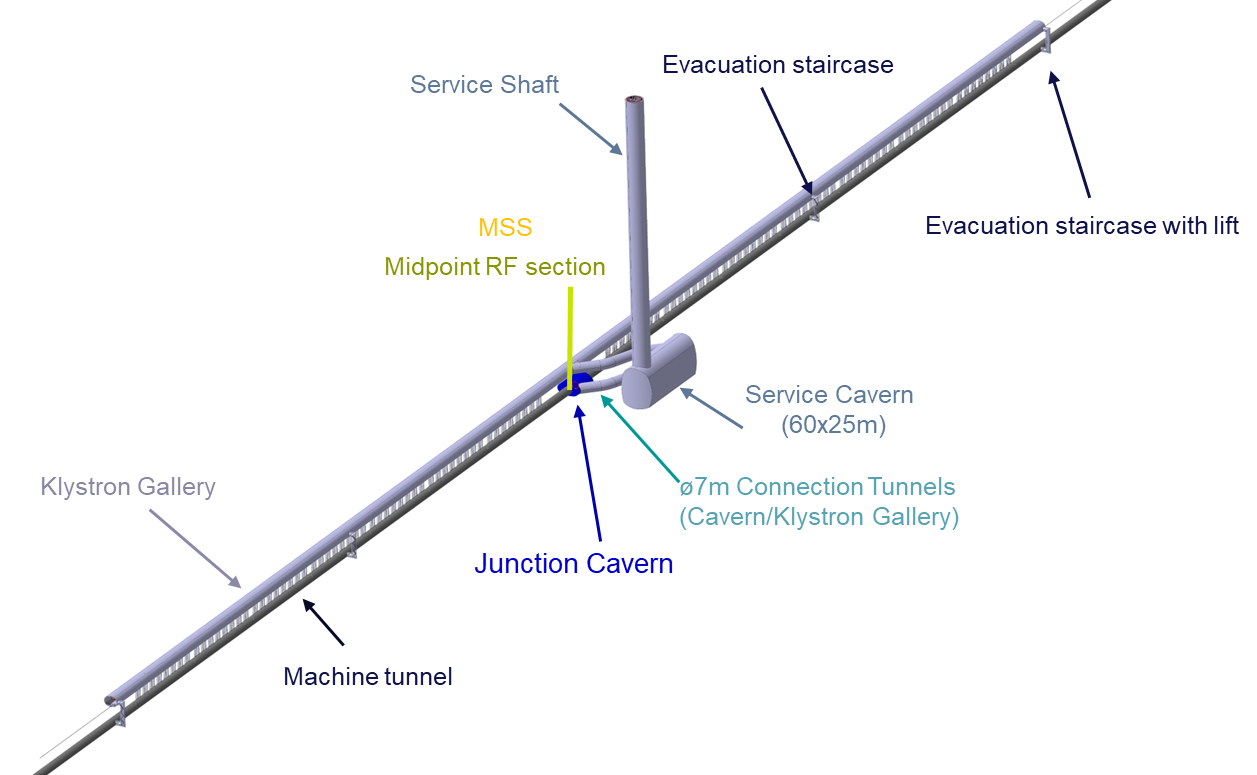 Evacuation staircase
Service Shaft
Evacuation staircase with lift
MSS
Midpoint RF section
Service Cavern
(60x25m)
Klystron Gallery
ø7m Connection Tunnels
(Cavern/Klystron Gallery)
Junction Cavern
Machine tunnel